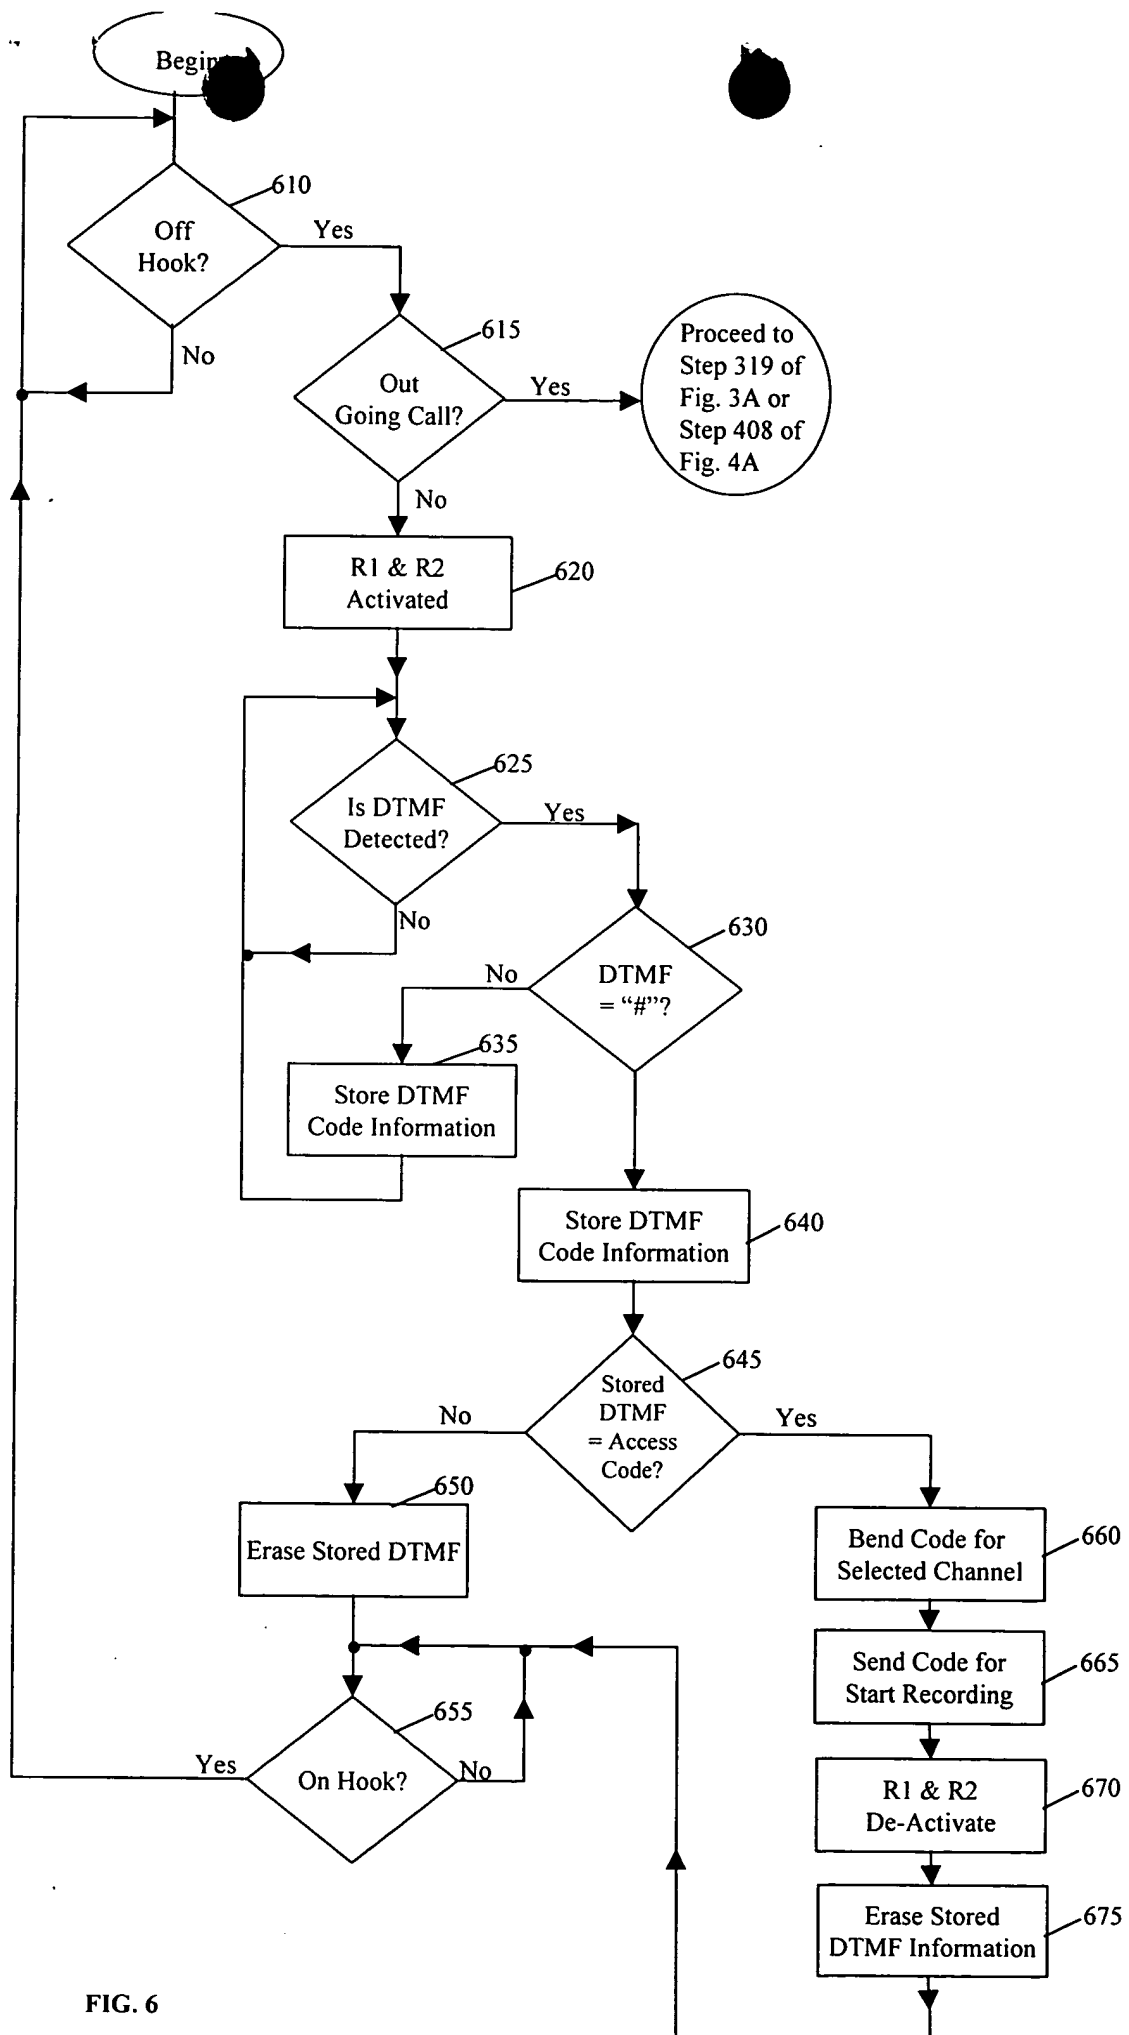 Begin
610
Off
Hook?
Yes
No
615
Out
Going Call?
Yes
No
Proceed to
Step 319 of
Fig. 3A or
Step 408 of
Fig. 4A
R1 & R2
Activated
620
625
Is DTMF
Detected?
Yes
No
630
DTMF
= “#”?
No
635
Store DTMF
Code Information
Store DTMF
Code Information
640
645
Stored
DTMF
= Access
Code?
No
Yes
650
Erase Stored DTMF
Bend Code for
Selected Channel
660
Send Code for
Start Recording
665
655
On Hook?
Yes
No
R1 & R2
De-Activate
670
Erase Stored
DTMF Information
675
FIG. 6